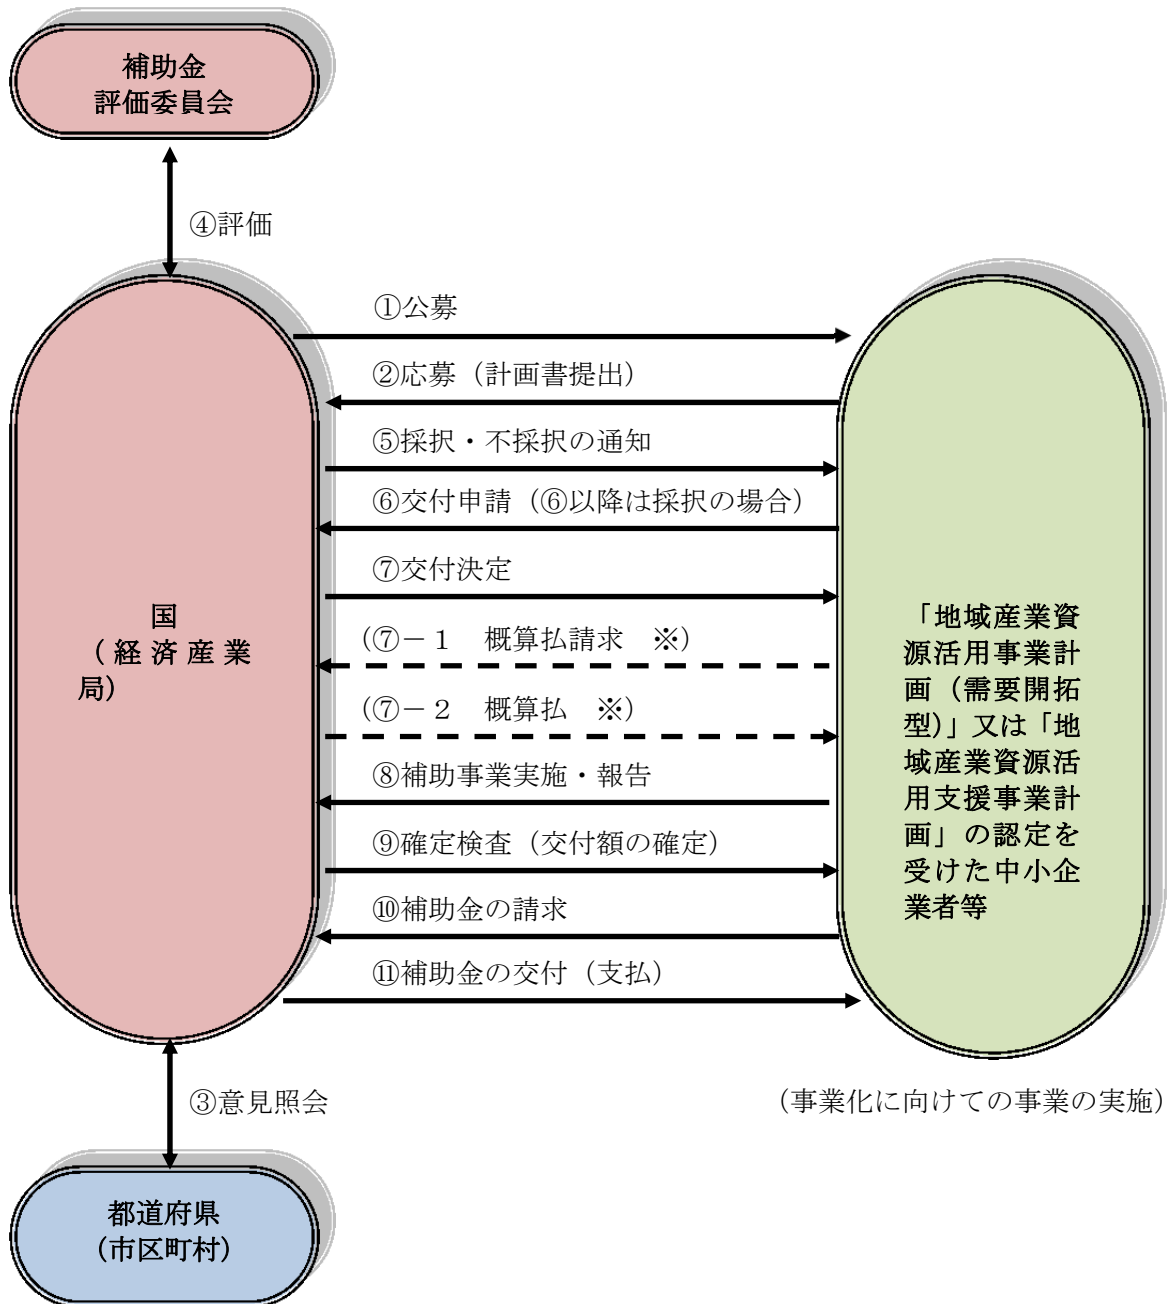 補助金
評価委員会
④評価
①公募
②応募（計画書提出）
⑤採択・不採択の通知
⑥交付申請（⑥以降は採択の場合）
⑦交付決定
（⑦－１　概算払請求　※）
（⑦－２　概算払　※）
⑧補助事業実施・報告
⑨確定検査（交付額の確定）
⑩補助金の請求
⑪補助金の交付（支払）
国
（経済産業
局）
「地域産業資
源活用事業計
画（需要開拓
型）」又は「地
域産業資源活
用支援事業計
画」の認定を
受けた中小企
業者等
③意見照会
（事業化に向けての事業の実施）
都道府県
（市区町村）